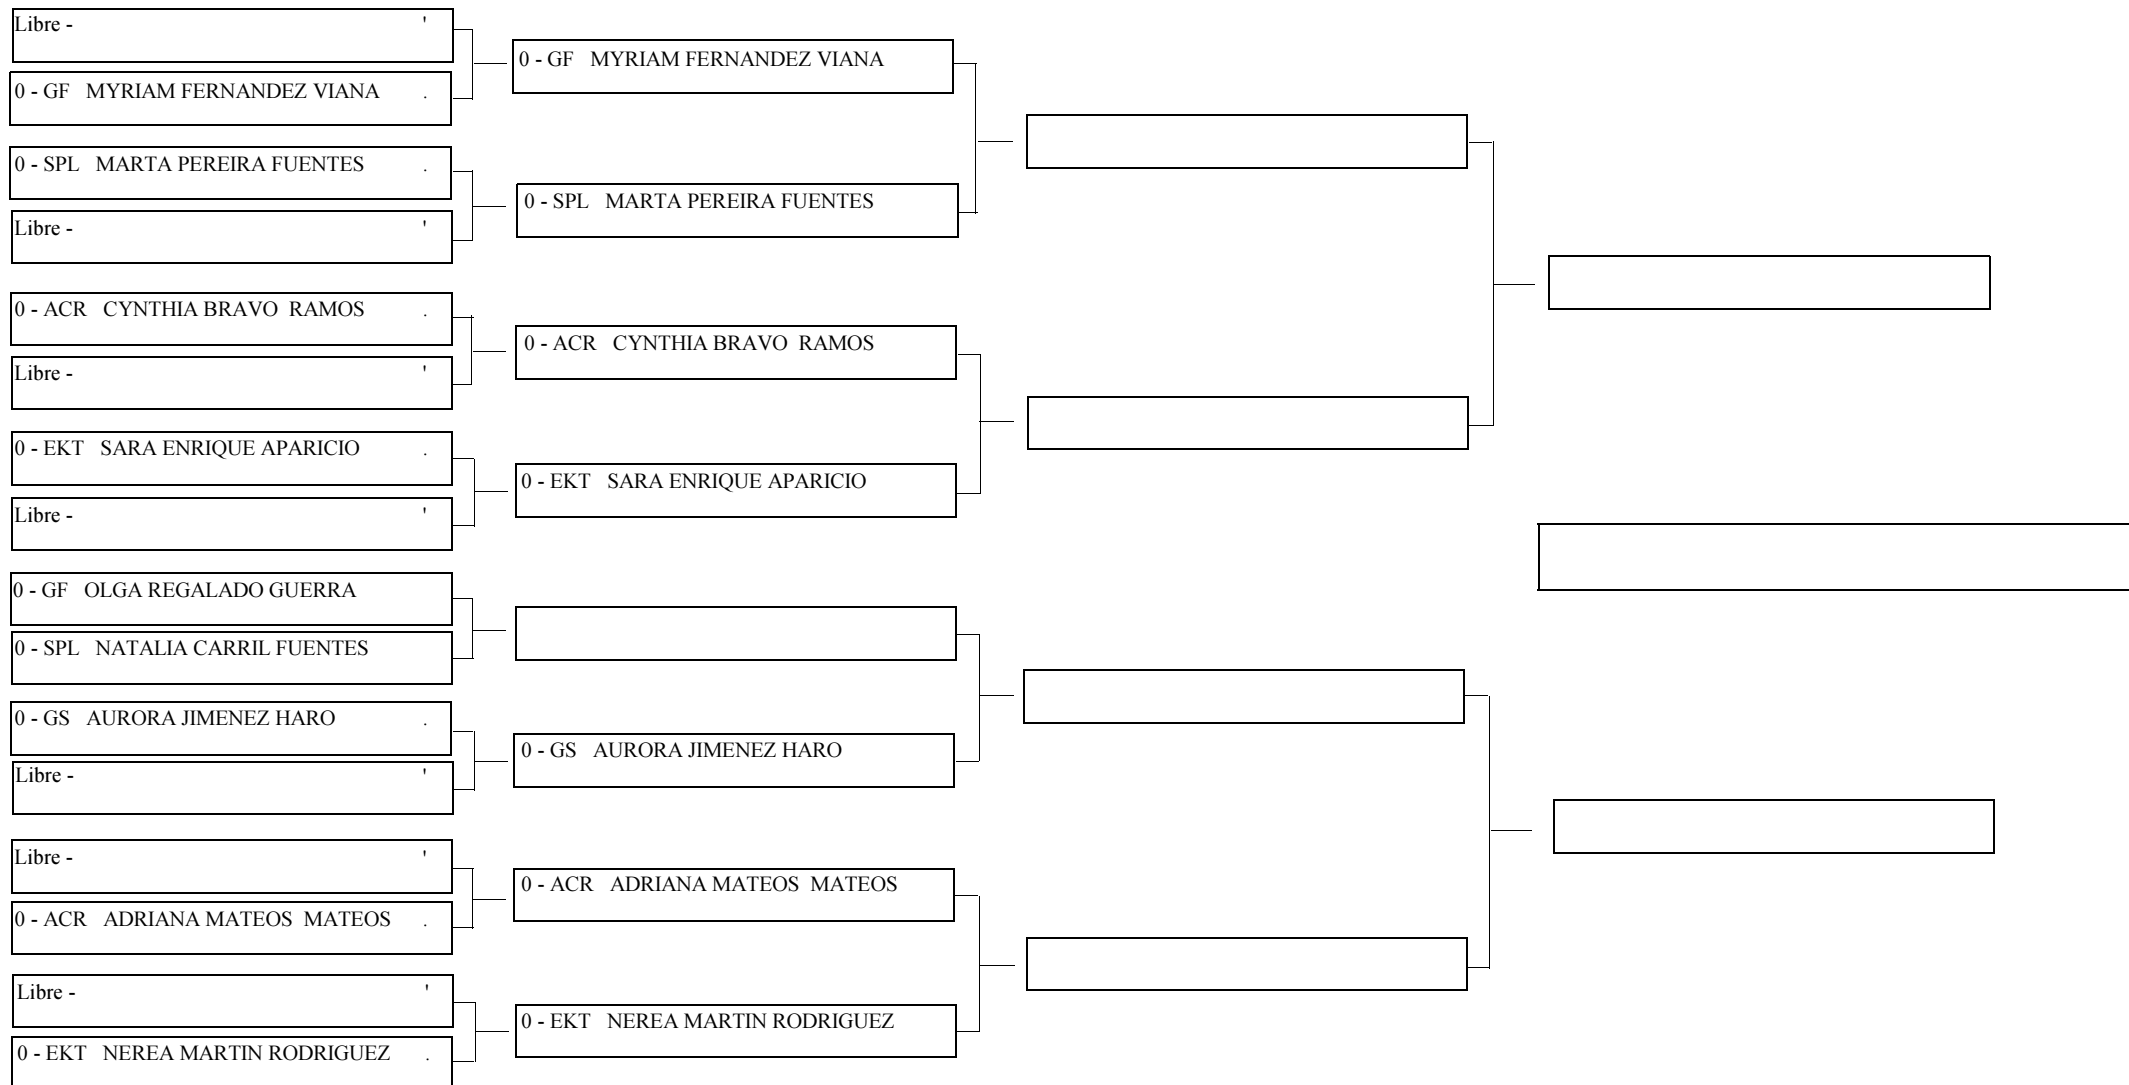 Libre - '
0 - GF MYRIAM FERNANDEZ VIANA .
0 - SPL MARTA PEREIRA FUENTES .
Libre - '
0 - ACR CYNTHIA BRAVO RAMOS .
Libre - '
0 - EKT SARA ENRIQUE APARICIO .
Libre - '
0 - GF OLGA REGALADO GUERRA
0 - SPL NATALIA CARRIL FUENTES
0 - GS AURORA JIMENEZ HARO .
Libre - '
Libre - '
0 - ACR ADRIANA MATEOS MATEOS .
Libre - '
0 - EKT NEREA MARTIN RODRIGUEZ .
0 - GF MYRIAM FERNANDEZ VIANA
0 - SPL MARTA PEREIRA FUENTES
0 - ACR CYNTHIA BRAVO RAMOS
0 - EKT SARA ENRIQUE APARICIO
0 - GS AURORA JIMENEZ HARO
0 - ACR ADRIANA MATEOS MATEOS
0 - EKT NEREA MARTIN RODRIGUEZ